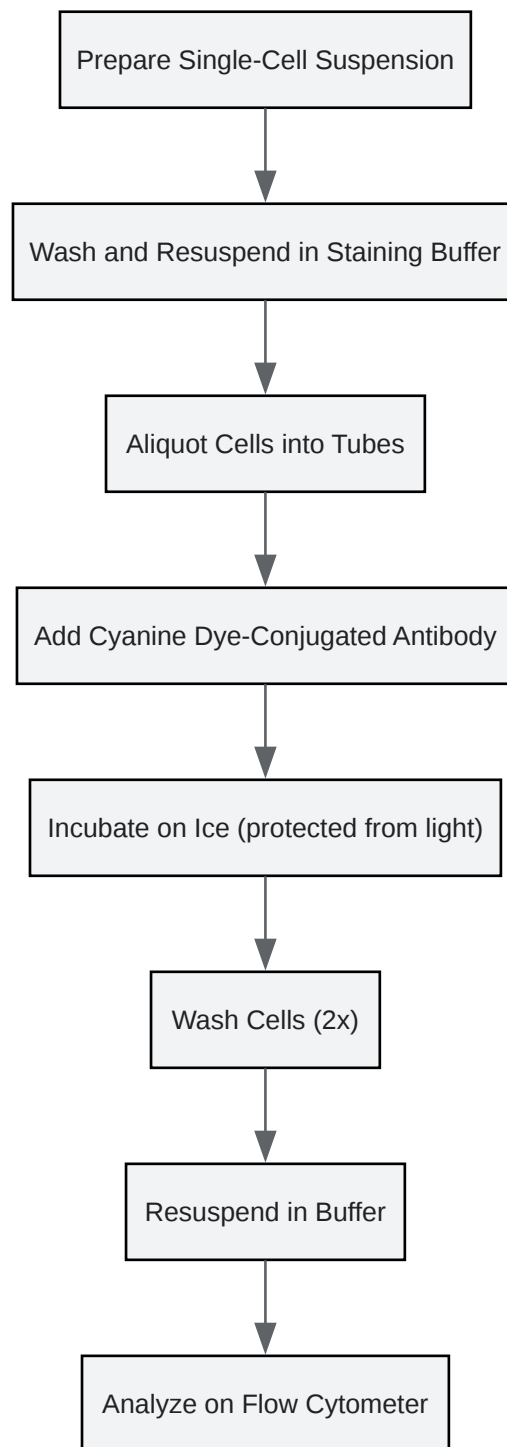 Prepare Single-Cell Suspension
Wash and Resuspend in Staining Buffer
Aliquot Cells into Tubes
Add Cyanine Dye-Conjugated Antibody
Incubate on Ice (protected from light)
Wash Cells (2x)
Resuspend in Buffer
Analyze on Flow Cytometer